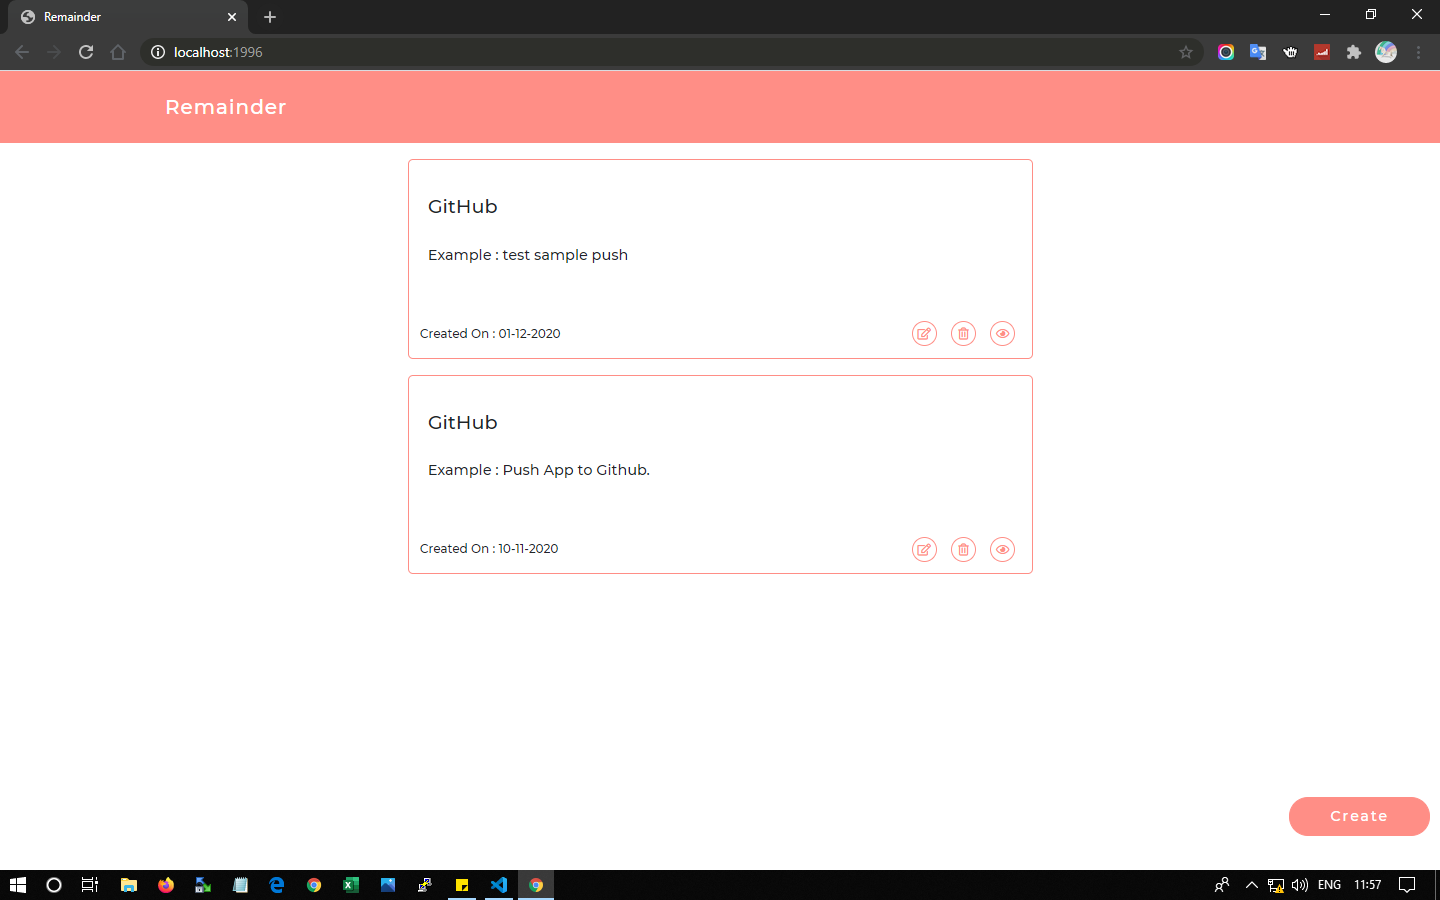 Remainder
localhost:1996
Remainder
GitHub
Example : test sample push
Created On : 01-12-2020
GitHub
Example : Push App to Github.
Created On : 10-11-2020
Create
ENG 11:57